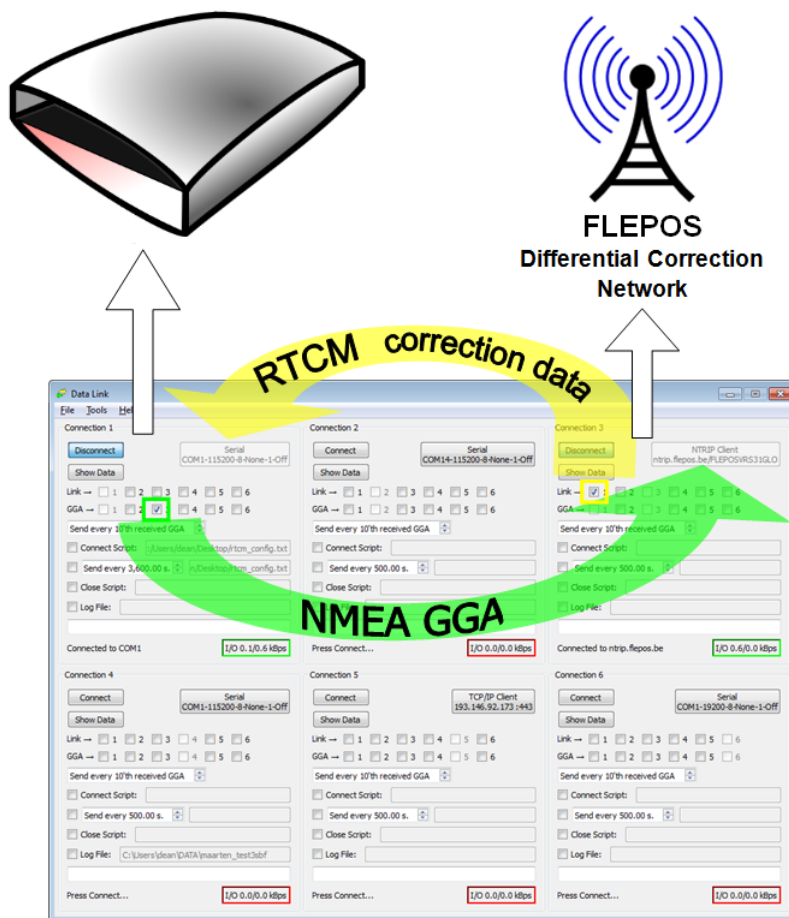 FLEPOS
Differential Correction
Network
RTCM correction data
Data Link
File Tools Help
Connection 1
Disconnect
Serial
COM1-115200-8-None-1-Off
Show Data
Link → 1 2 3 4 5 6
GGA → 1 2 3 4 5 6
Send every 10'th received GGA
Connect Script: :/Users/dean/Desktop/rtcm_config.txt
Send every 3,600.00 s. n/Desktop/rtcm_config.txt
Close Script:
Log File:
Connected to COM1
I/O 0.1/0.6 kBps
Connection 2
Connect
Serial
COM14-115200-8-None-1-Off
Show Data
Link → 1 2 3 4 5 6
GGA → 1 2 3 4 5 6
Send every 10'th received GGA
Connect Script:
Send every 500.00 s.
Close Script:
Log File:
Press Connect...
I/O 0.0/0.0 kBps
Connection 3
Disconnect
NTRIP Client
ntrip.flepos.be/FLEPOSVRS31GLO
Show Data
Link → 1 2 3 4 5 6
GGA → 1 2 3 4 5 6
Send every 10'th received GGA
Connect Script:
Send every 500.00 s.
Close Script:
Log File:
Connected to ntrip.flepos.be
I/O 0.6/0.0 kBps
NMEA GGA
Connection 4
Connect
Serial
COM1-115200-8-None-1-Off
Show Data
Link → 1 2 3 4 5 6
GGA → 1 2 3 4 5 6
Send every 10'th received GGA
Connect Script:
Send every 500.00 s.
Close Script:
Log File: C:\Users\dean\DATA\maarten_test3sbf
Press Connect...
I/O 0.0/0.0 kBps
Connection 5
Connect
TCP/IP Client
193.146.92.173 :443
Show Data
Link → 1 2 3 4 5 6
GGA → 1 2 3 4 5 6
Send every 10'th received GGA
Connect Script:
Send every 500.00 s.
Close Script:
Log File:
Press Connect...
I/O 0.0/0.0 kBps
Connection 6
Connect
Serial
COM1-19200-8-None-1-Off
Show Data
Link → 1 2 3 4 5 6
GGA → 1 2 3 4 5 6
Send every 10'th received GGA
Connect Script:
Send every 500.00 s.
Close Script:
Log File:
Press Connect...
I/O 0.0/0.0 kBps